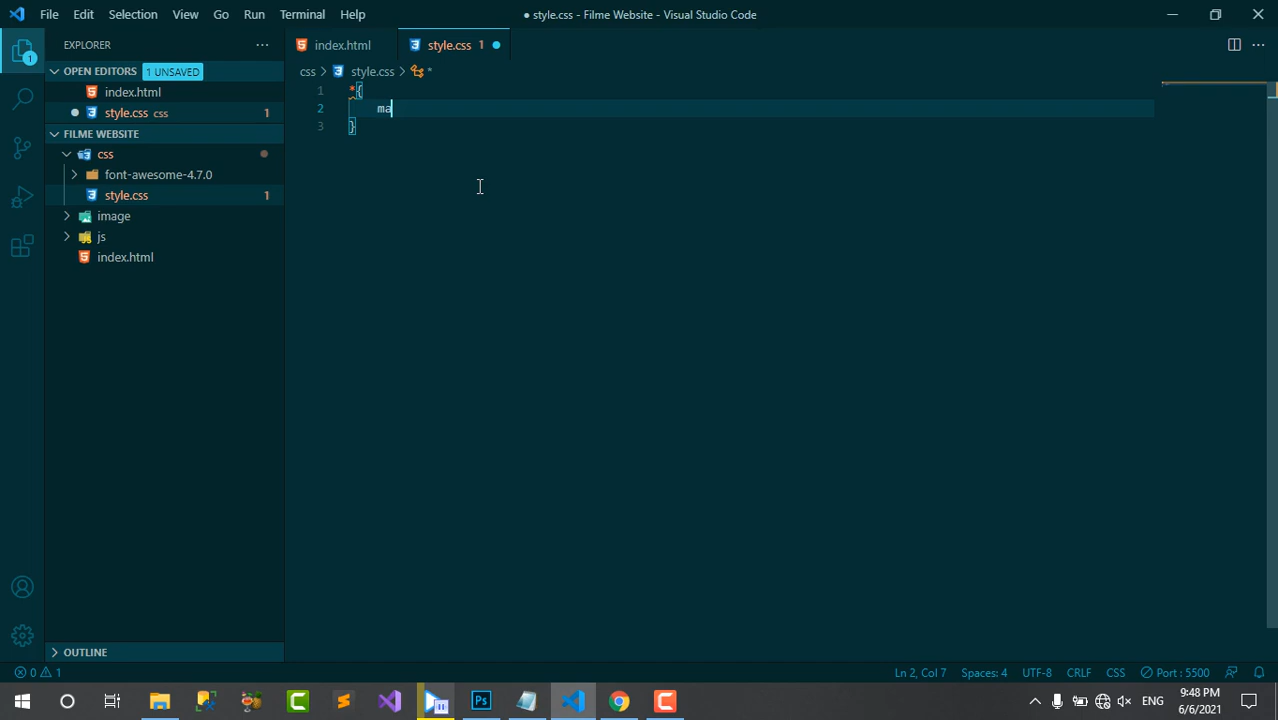 File Edit Selection View Go Run Terminal Help ● style.css - Filme Website - Visual Studio Code
EXPLORER ...
index.html
style.css 1
OPEN EDITORS 1 UNSAVED
css > style.css > *
index.html
style.css css 1
FILME WEBSITE
css
font-awesome-4.7.0
style.css 1
image
js
index.html
1 *{
2 ma
3 }
1
OUTLINE
0 1
Ln 2, Col 7 Spaces: 4 UTF-8 CRLF CSS Port : 5500
Ps
ENG
9:48 PM
6/6/2021